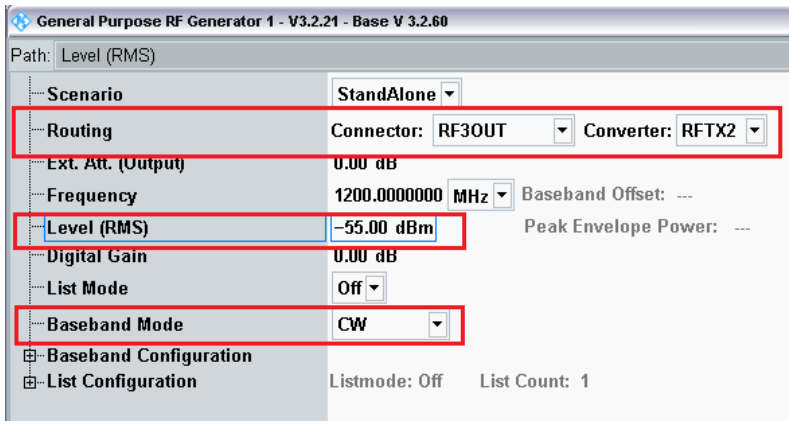 General Purpose RF Generator 1 - V3.2.21 - Base V 3.2.60
Path: Level (RMS)
Scenario StandAlone
Routing Connector: RF3OUT Converter: RFTX2
Ext. Att. (Output) 0.00 dB
Frequency 1200.0000000 MHz Baseband Offset: ---
Level (RMS) -55.00 dBm Peak Envelope Power: ---
Digital Gain 0.00 dB
List Mode Off
Baseband Mode CW
Baseband Configuration
List Configuration Listmode: Off List Count: 1